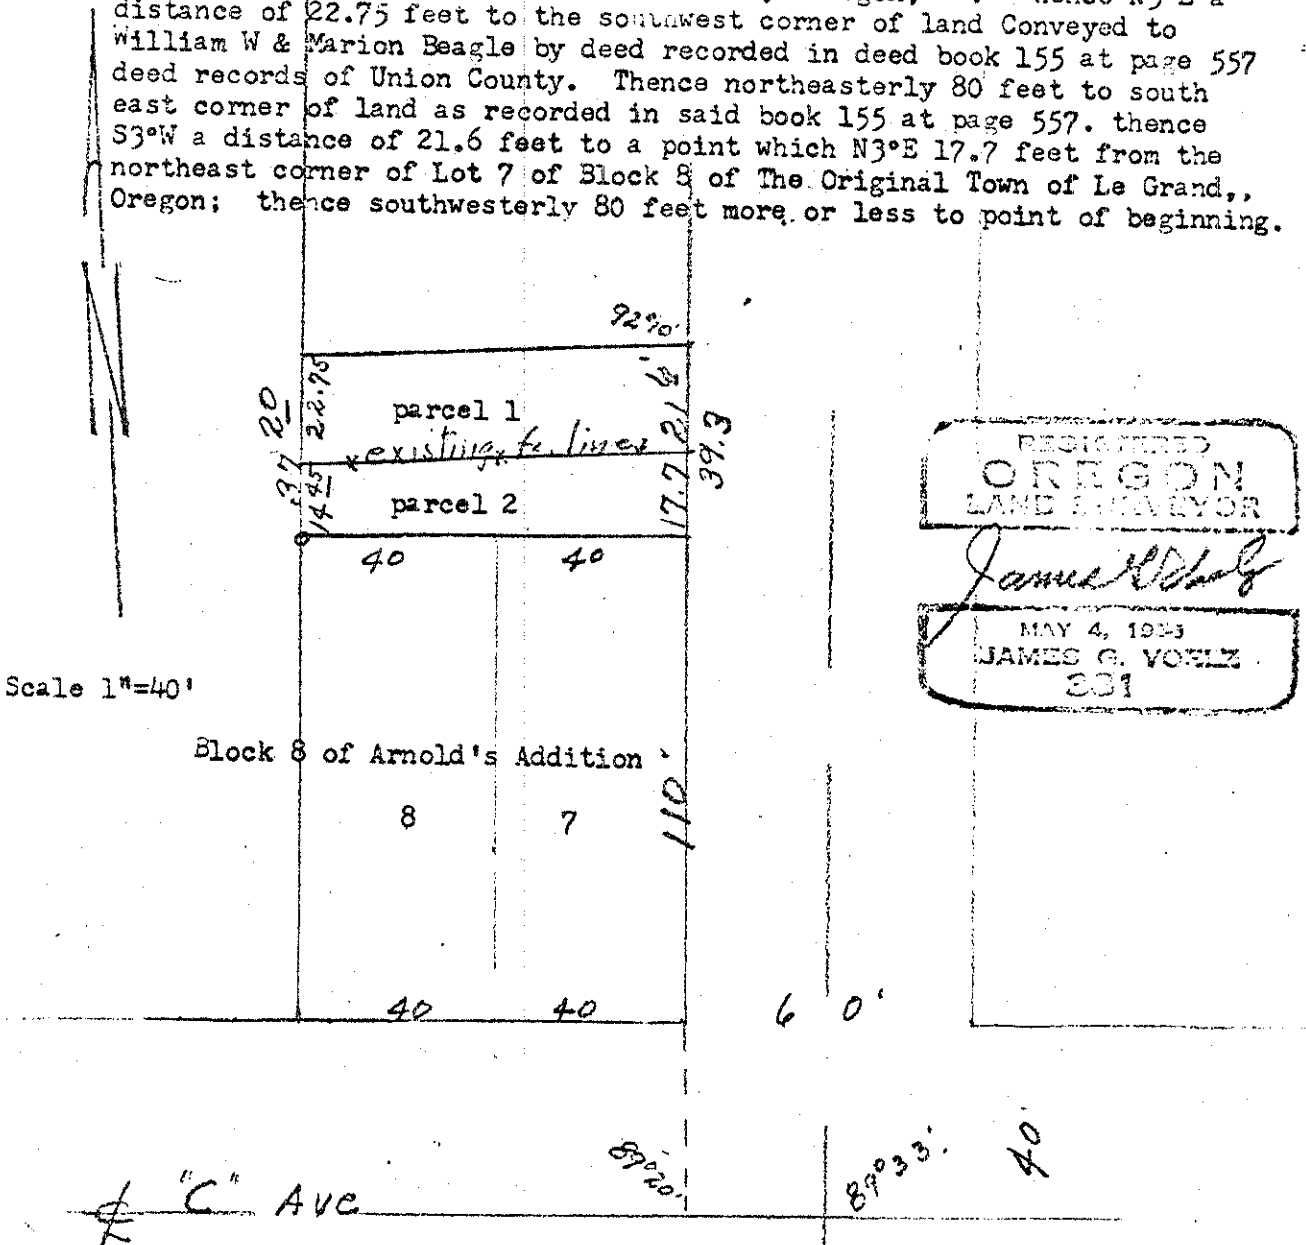 distance of 22.75 feet to the southwest corner of land Conveyed to
William W & Marion Beagle by deed recorded in deed book 155 at page 557
deed records of Union County. Thence northeasterly 80 feet to south
east corner of land as recorded in said book 155 at page 557. thence
S3°W a distance of 21.6 feet to a point which N3°E 17.7 feet from the
northeast corner of Lot 7 of Block 8 of The Original Town of Le Grand,,
Oregon; thence southwesterly 80 feet more or less to point of beginning.
N
37 20
22.75
parcel 1
21.6'
39.3
existing
lines
14.45
parcel 2
17.7
40 40
REGISTERED
OREGON
LAND SURVEYOR
MAY 4,
JAMES G. VOELZ
331
Scale 1"=40'
Block 8 of Arnold's Addition
8 7
110
40 40
60'
89°20'
89°33'
40'
"C" Ave